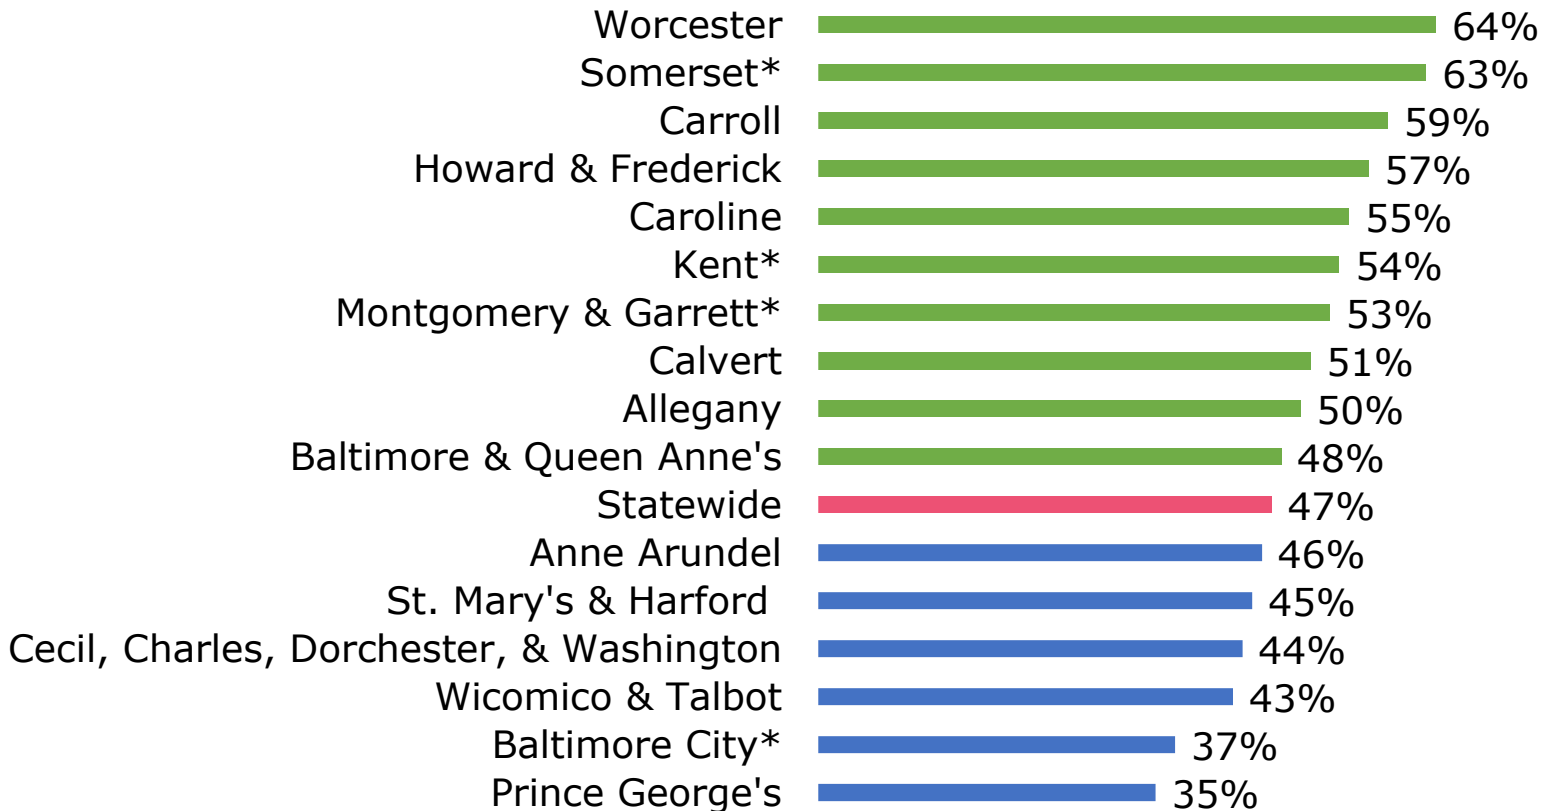 Worcester 64%
Somerset* 63%
Carroll 59%
Howard & Frederick 57%
Caroline 55%
Kent* 54%
Montgomery & Garrett* 53%
Calvert 51%
Allegany 50%
Baltimore & Queen Anne's 48%
Statewide 47%
Anne Arundel 46%
St. Mary's & Harford 45%
Cecil, Charles, Dorchester, & Washington 44%
Wicomico & Talbot 43%
Baltimore City* 37%
Prince George's 35%